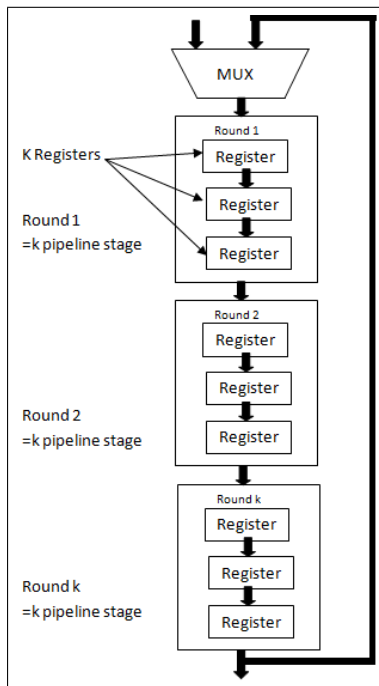 MUX
Round 1
Register
K Registers
Register
Round 1
=k pipeline stage
Register
Round 2
Register
Register
Round 2
=k pipeline stage
Register
Round k
Register
Register
Round k
=k pipeline stage
Register